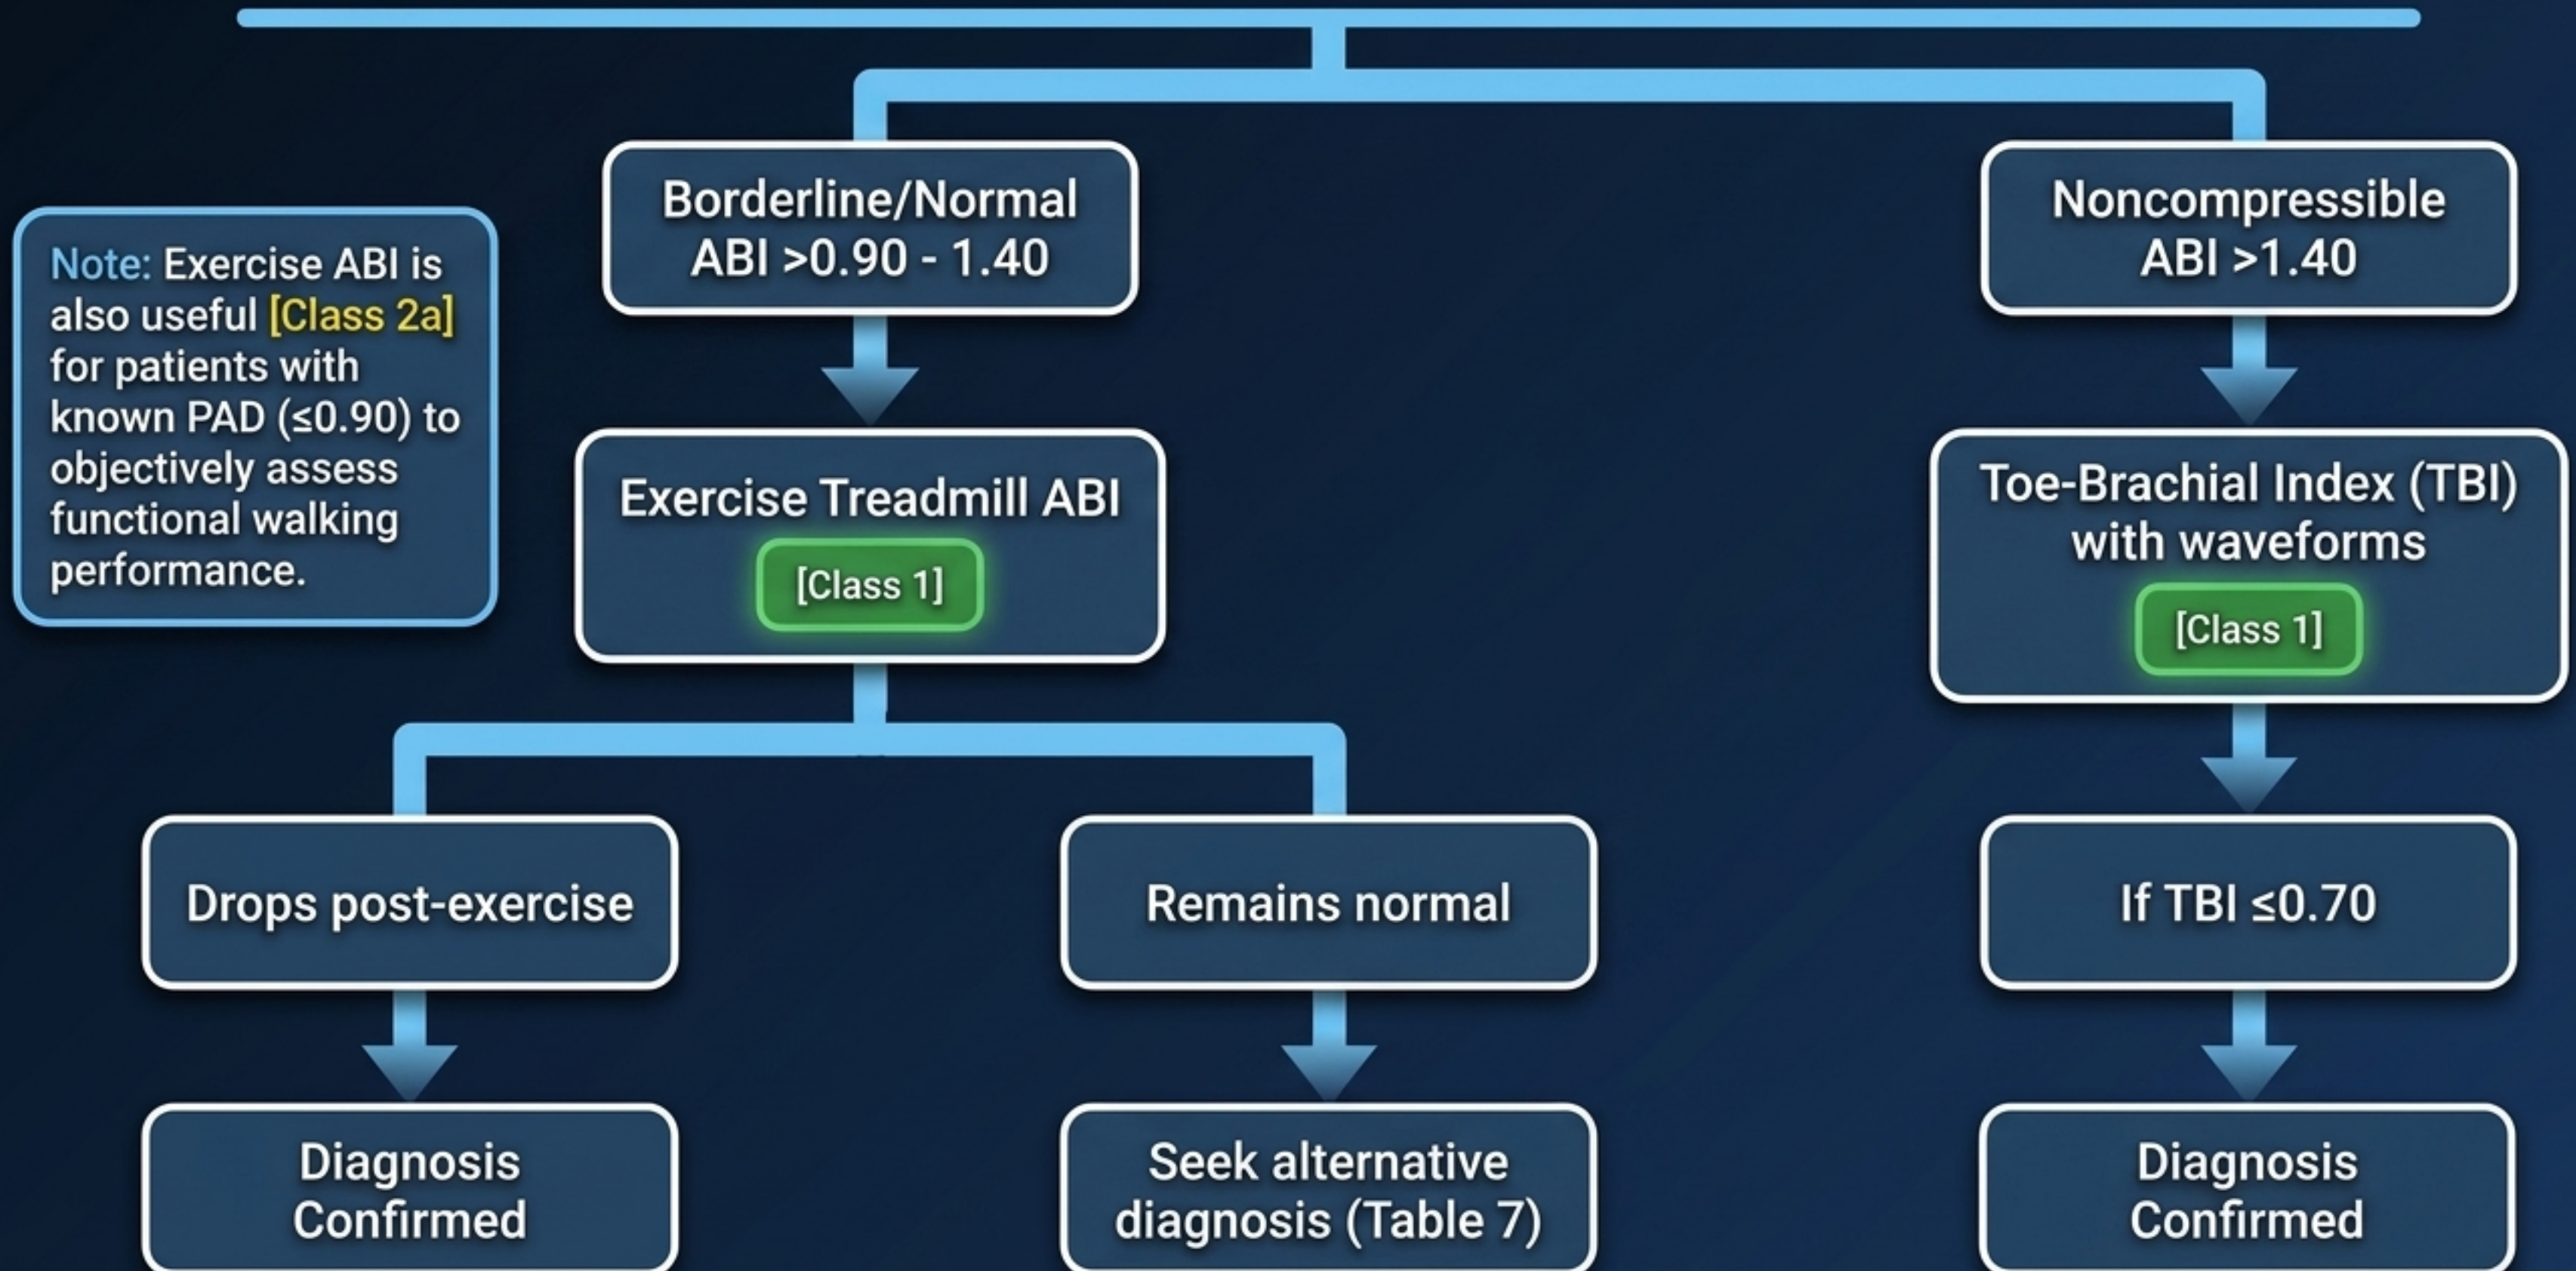 Borderline/Normal
ABI >0.90 - 1.40
Noncompressible
ABI >1.40
Note: Exercise ABI is
also useful [Class 2a]
for patients with
known PAD (≤0.90) to
objectively assess
functional walking
performance.
Exercise Treadmill ABI
[Class 1]
Toe-Brachial Index (TBI)
with waveforms
[Class 1]
Drops post-exercise
Remains normal
If TBI ≤0.70
Diagnosis
Confirmed
Seek alternative
diagnosis (Table 7)
Diagnosis
Confirmed